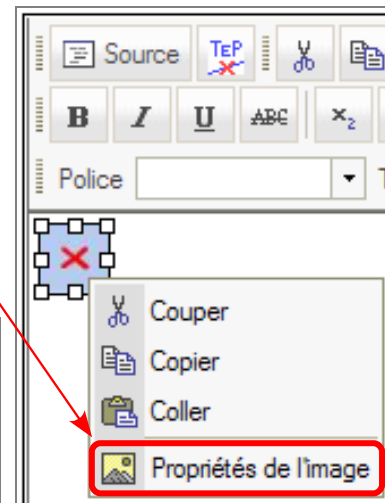 Source TEP
B I U ABC x₂
Police T
Couper
Copier
Coller
Propriétés de l'image